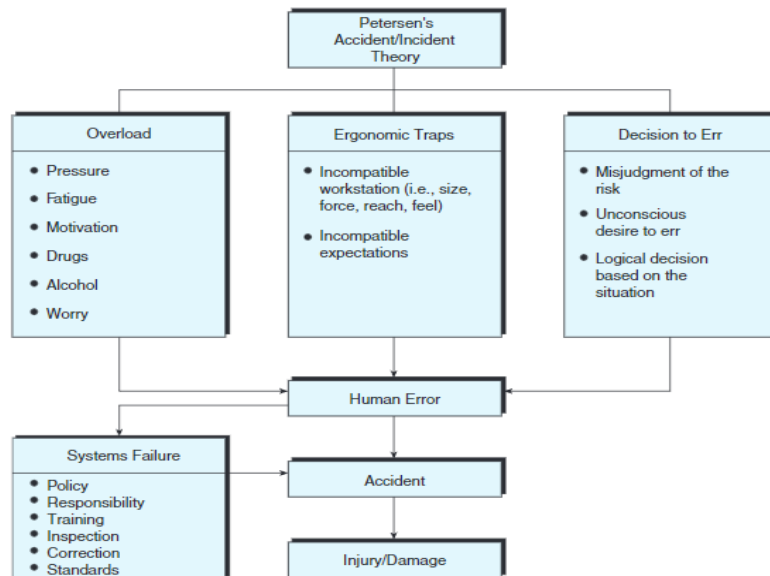 Petersen's
Accident/Incident
Theory
Overload
• Pressure
• Fatigue
• Motivation
• Drugs
• Alcohol
• Worry
Ergonomic Traps
• Incompatible
workstation (i.e., size,
force, reach, feel)
• Incompatible
expectations
Decision to Err
• Misjudgment of the
risk
• Unconscious
desire to err
• Logical decision
based on the
situation
Human Error
Systems Failure
• Policy
• Responsibility
• Training
• Inspection
• Correction
• Standards
Accident
Injury/Damage